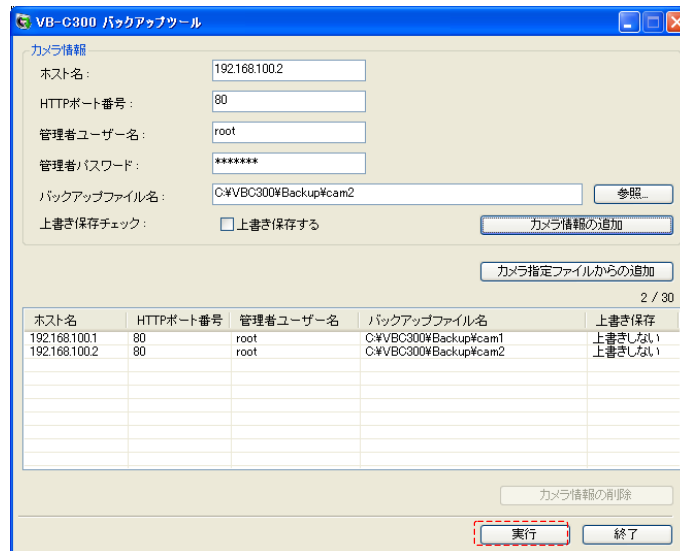 VB-C300 バックアップツール
カメラ情報
ホスト名：
192.168.100.2
HTTPポート番号：
80
管理者ユーザー名：
root
管理者パスワード：
*******
バックアップファイル名：
C:¥VBC300¥Backup¥cam2
参照...
上書き保存チェック：
上書き保存する
カメラ情報の追加
カメラ指定ファイルからの追加
2 / 30
ホスト名 HTTPポート番号 管理者ユーザー名 バックアップファイル名 上書き保存
192.168.100.1 80 root C:¥VBC300¥Backup¥cam1 上書きしない
192.168.100.2 80 root C:¥VBC300¥Backup¥cam2 上書きしない
カメラ情報の削除
実行 終了